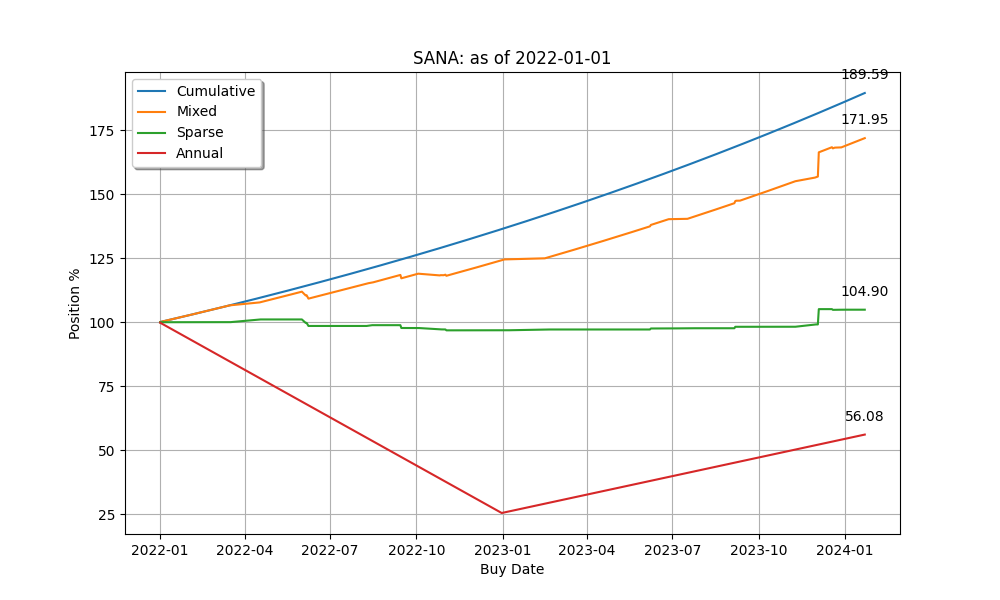 SANA: as of 2022-01-01
189.59
Cumulative
Mixed
Sparse
Annual
171.95
104.90
56.08
175
150
125
100
75
50
25
Position %
2022-01 2022-04 2022-07 2022-10 2023-01 2023-04 2023-07 2023-10 2024-01
Buy Date